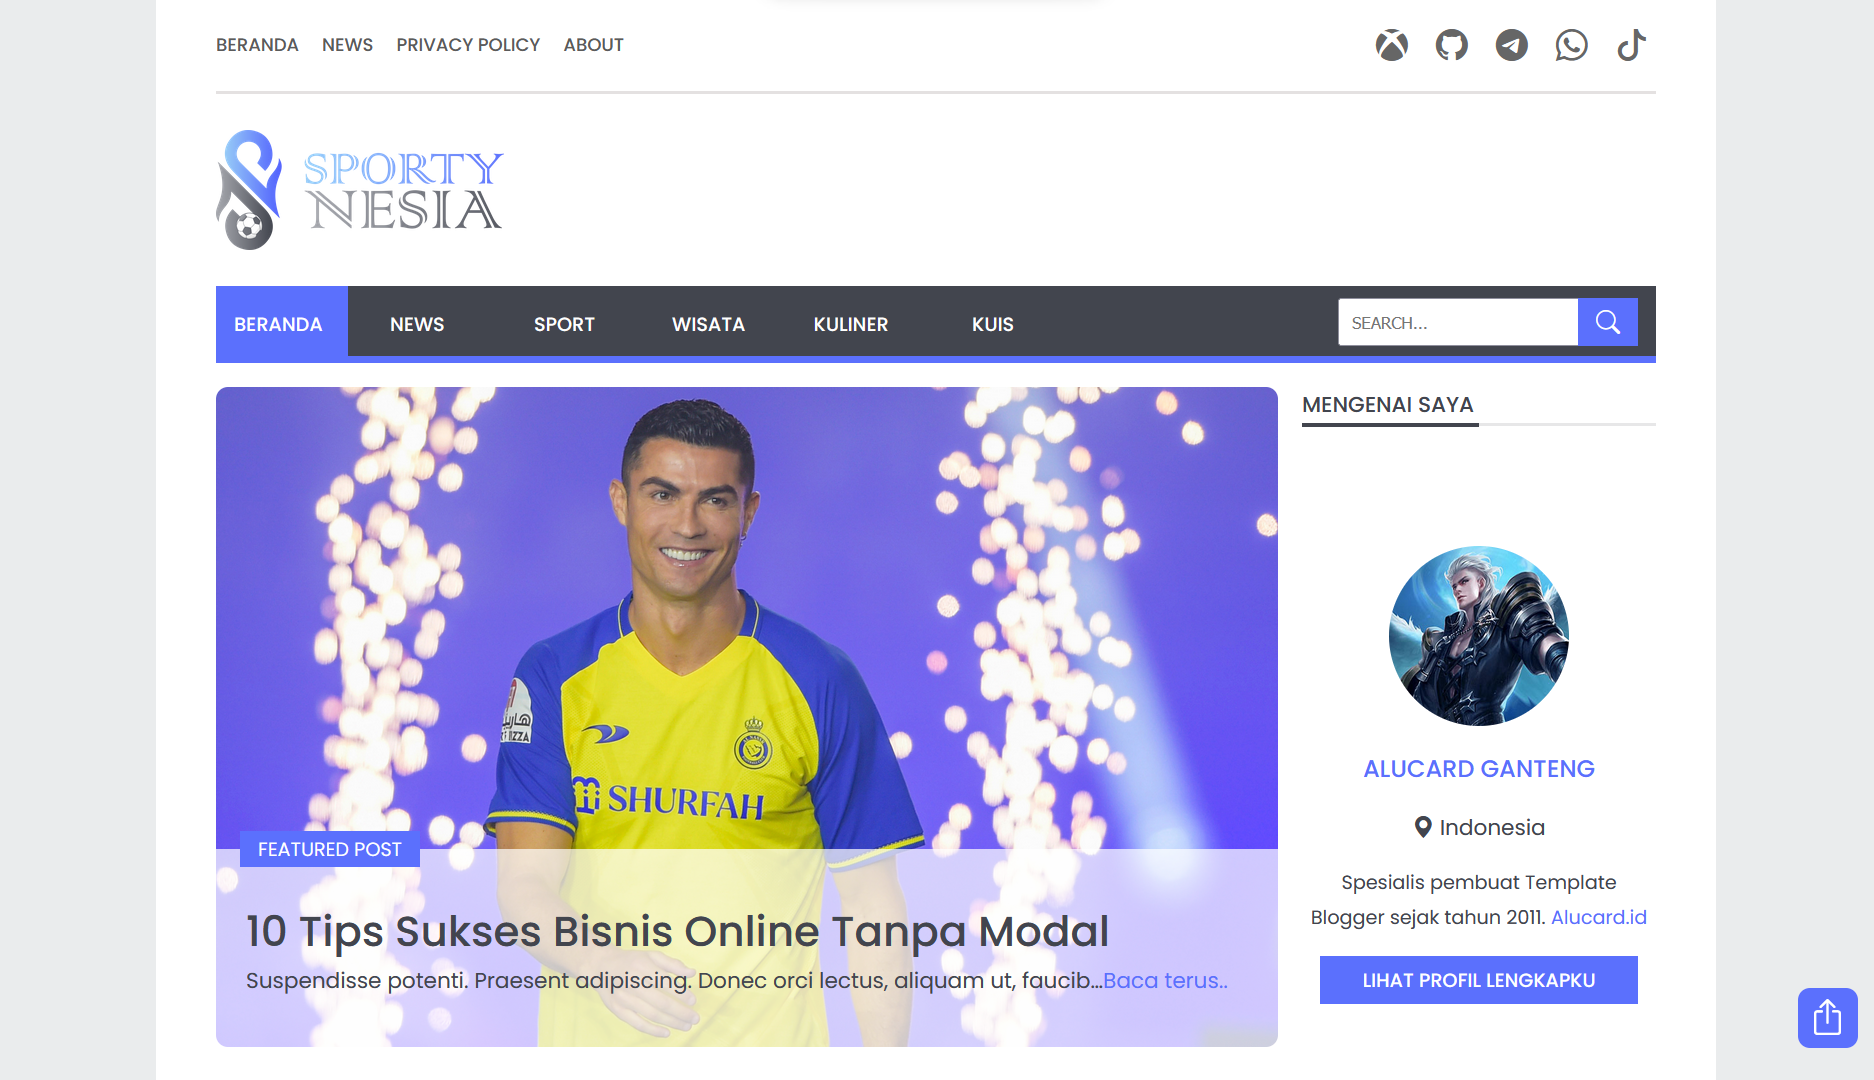 BERANDA NEWS PRIVACY POLICY ABOUT
SPORTY
NESIA
BERANDA NEWS SPORT WISATA KULINER KUIS SEARCH...
MENGENAI SAYA
SHURFAH
FEATURED POST
10 Tips Sukses Bisnis Online Tanpa Modal
Suspendisse potenti. Praesent adipiscing. Donec orci lectus, aliquam ut, faucib...Baca terus..
ALUCARD GANTENG
Indonesia
Spesialis pembuat Template
Blogger sejak tahun 2011. Alucard.id
LIHAT PROFIL LENGKAPKU